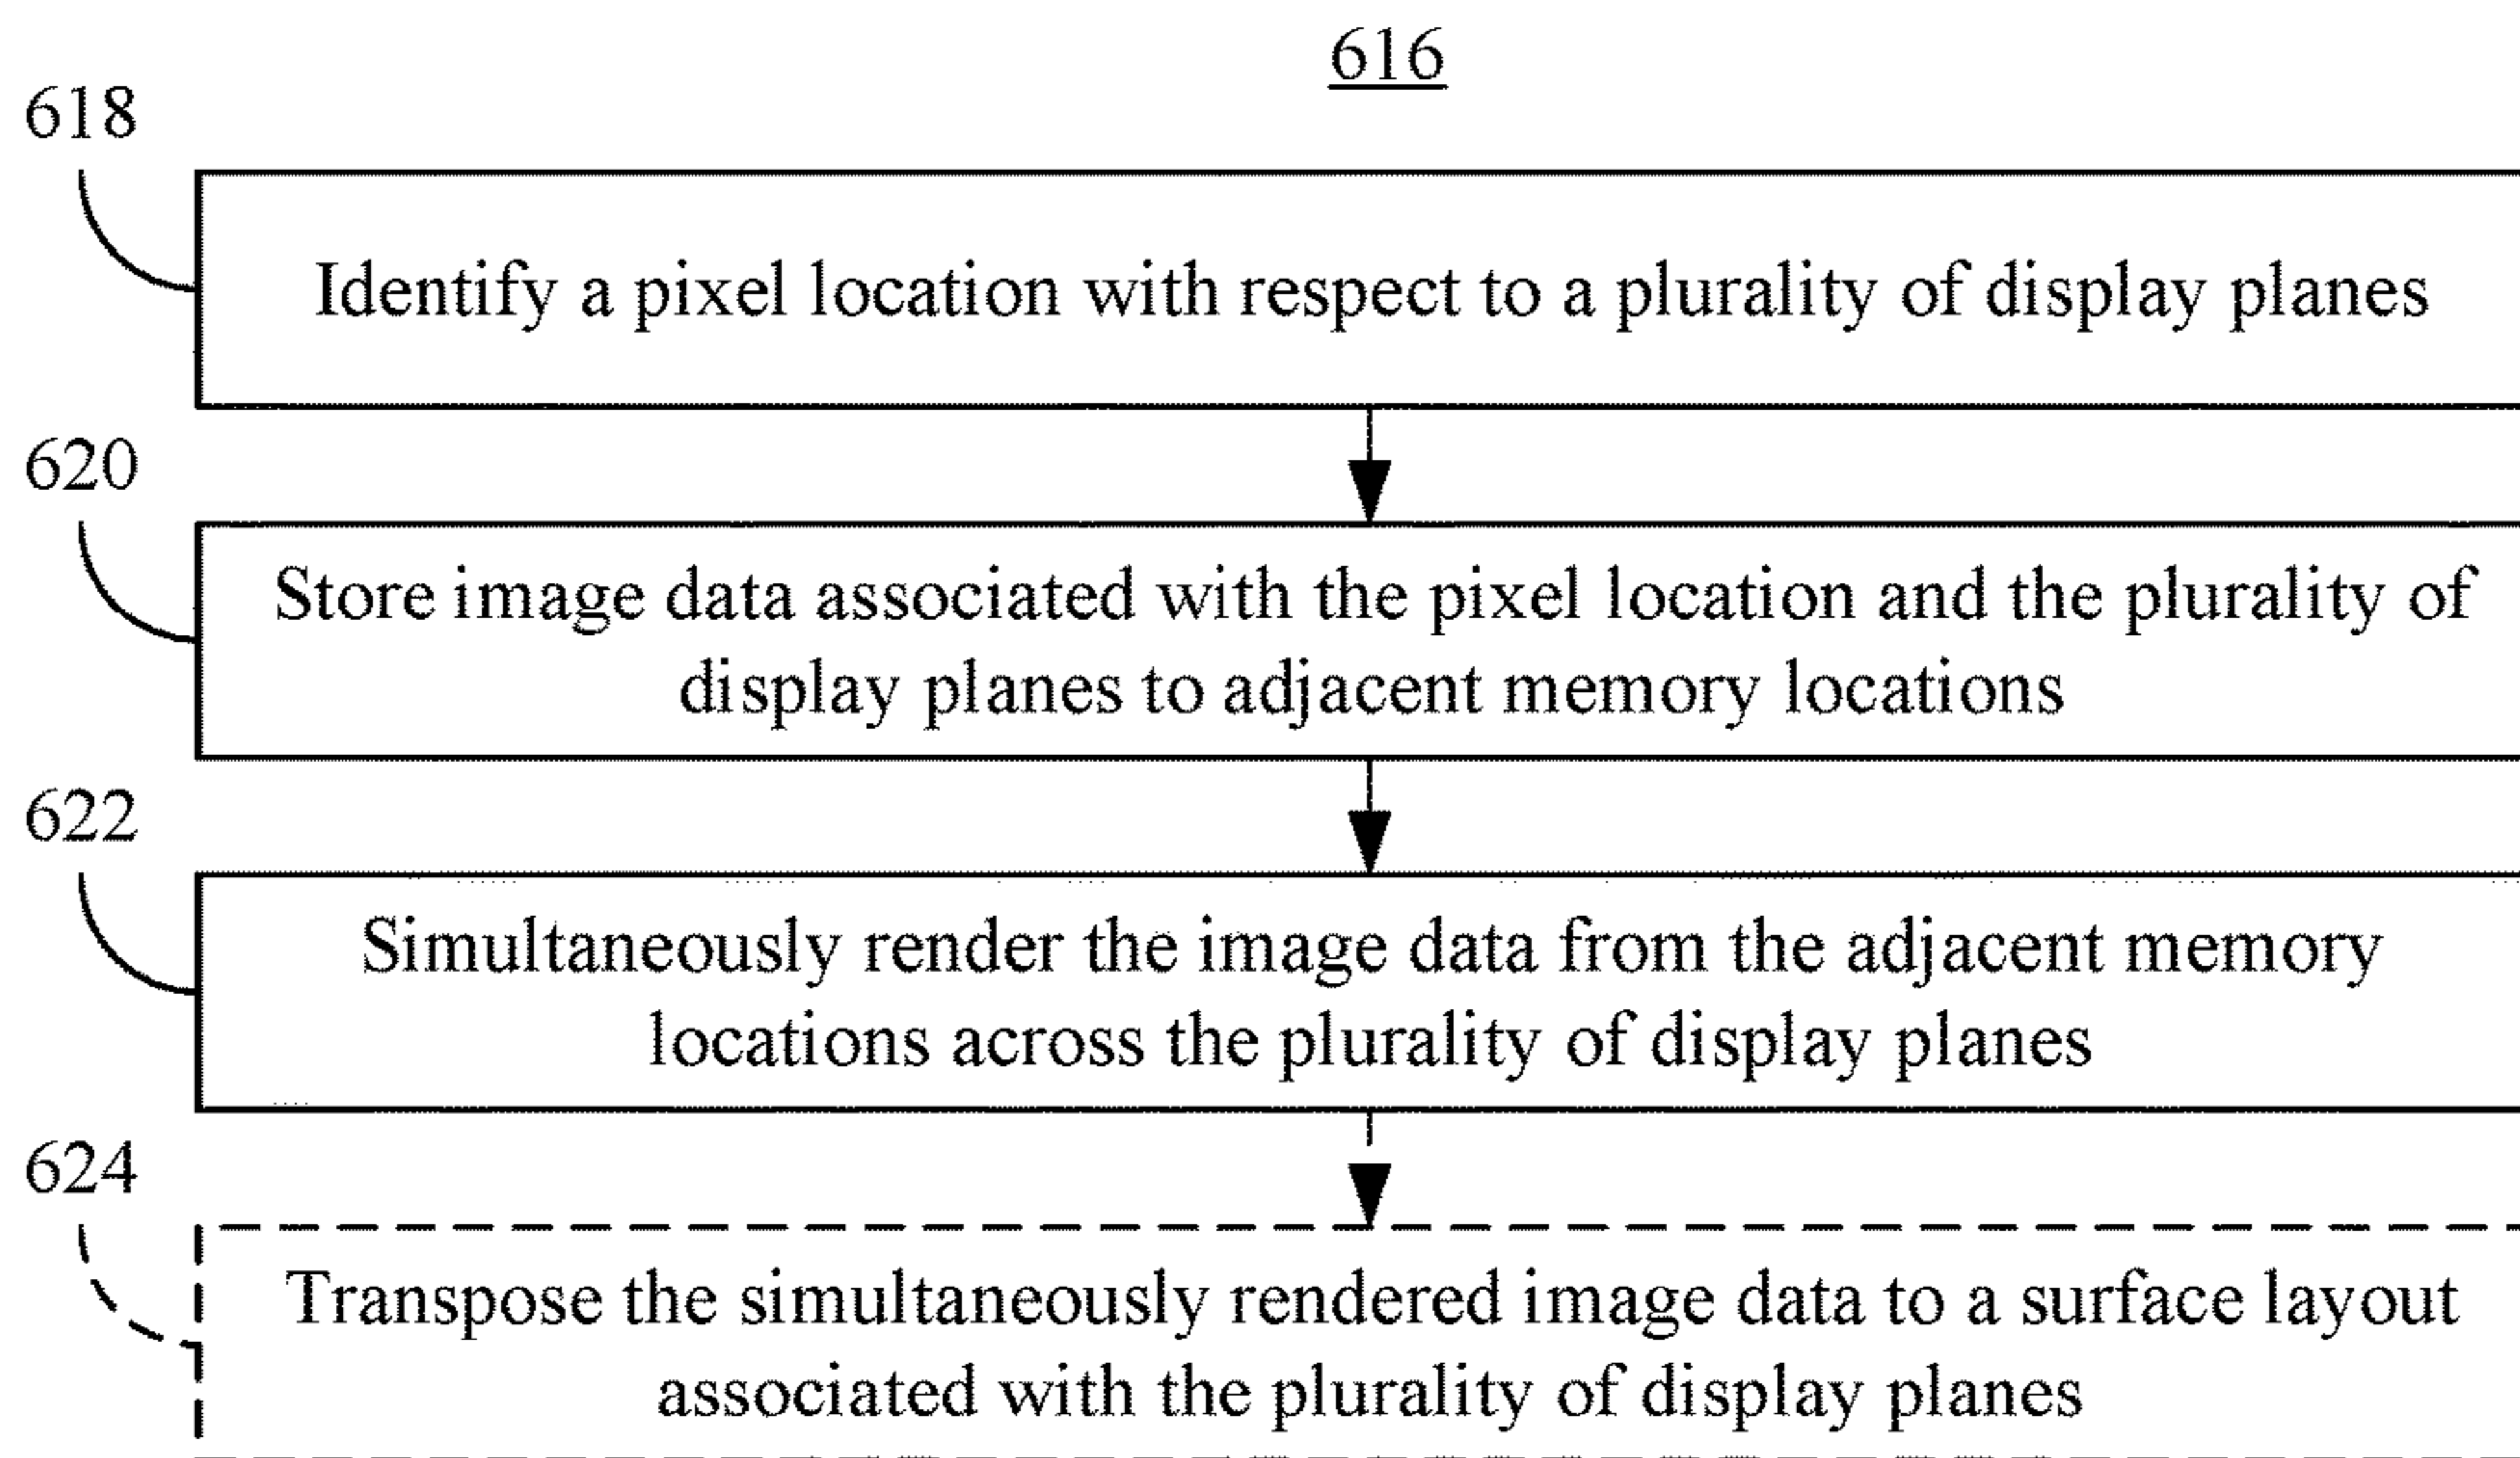 616
618
Identify a pixel location with respect to a plurality of display planes
620
Store image data associated with the pixel location and the plurality of
display planes to adjacent memory locations
622
Simultaneously render the image data from the adjacent memory
locations across the plurality of display planes
624
Transpose the simultaneously rendered image data to a surface layout
associated with the plurality of display planes